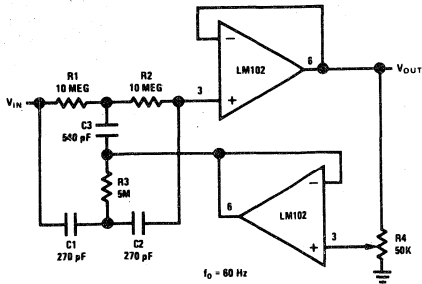 R1
10 MEG
R2
10 MEG
VIN
C3
540 pF
R3
5M
C1
270 pF
C2
270 pF
LM102
−
+
3
6
VOUT
LM102
−
+
3
6
R4
50K
f₀ = 60 Hz